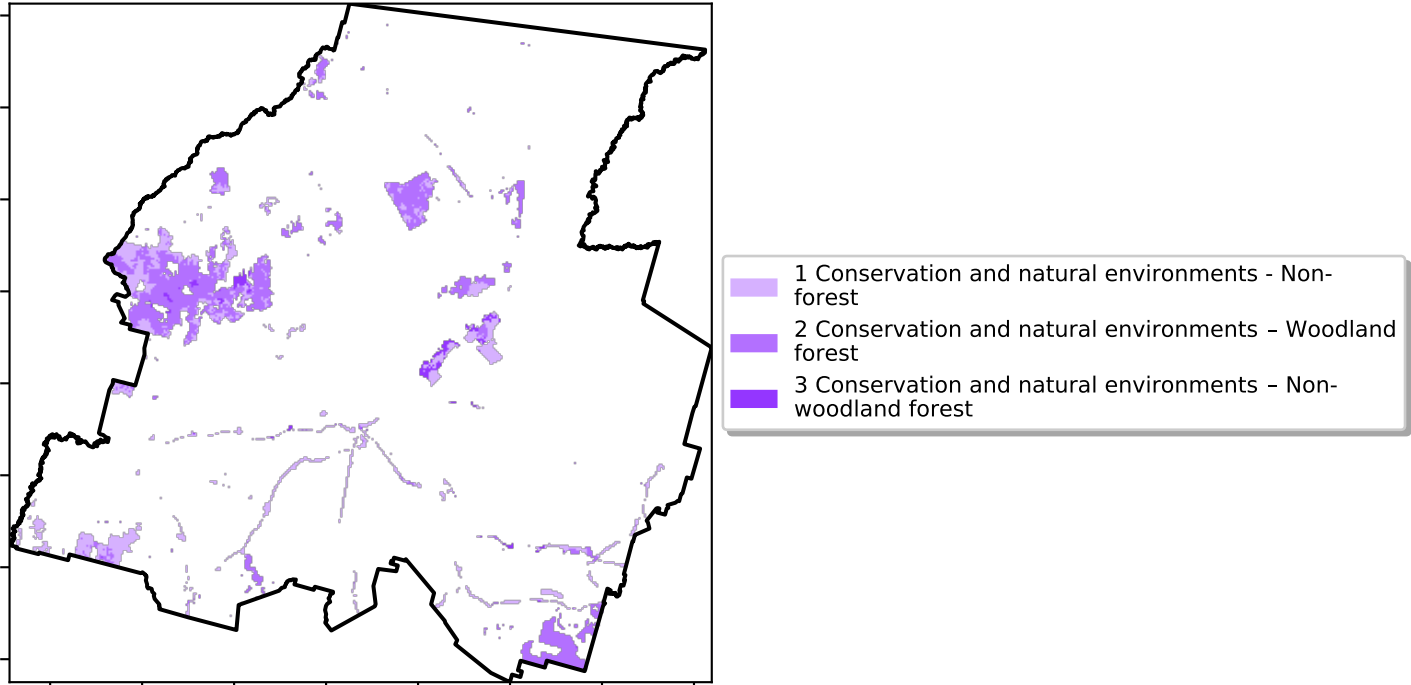 1 Conservation and natural environments - Non-
forest
2 Conservation and natural environments – Woodland
forest
3 Conservation and natural environments – Non-
woodland forest